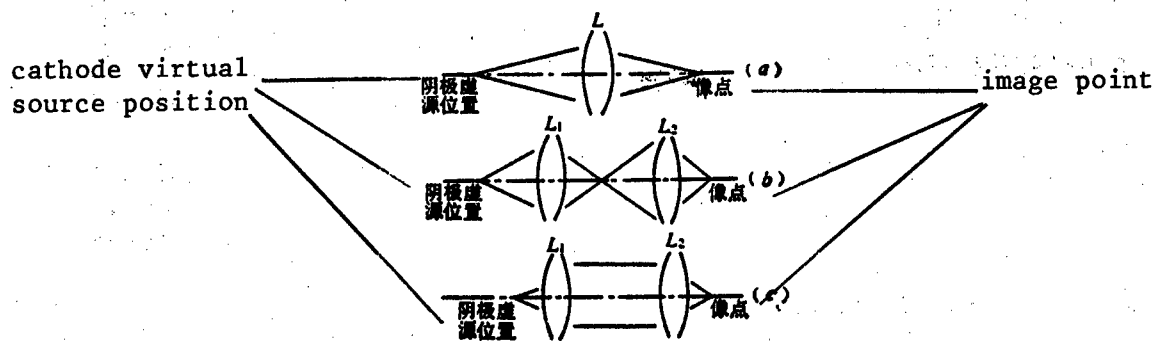 L
cathode virtual
source position
阴极虚
源位置
像点
(a)
image point
L₁
L₂
阴极虚
源位置
像点
(b)
L₁
L₂
阴极虚
源位置
像点
(c)